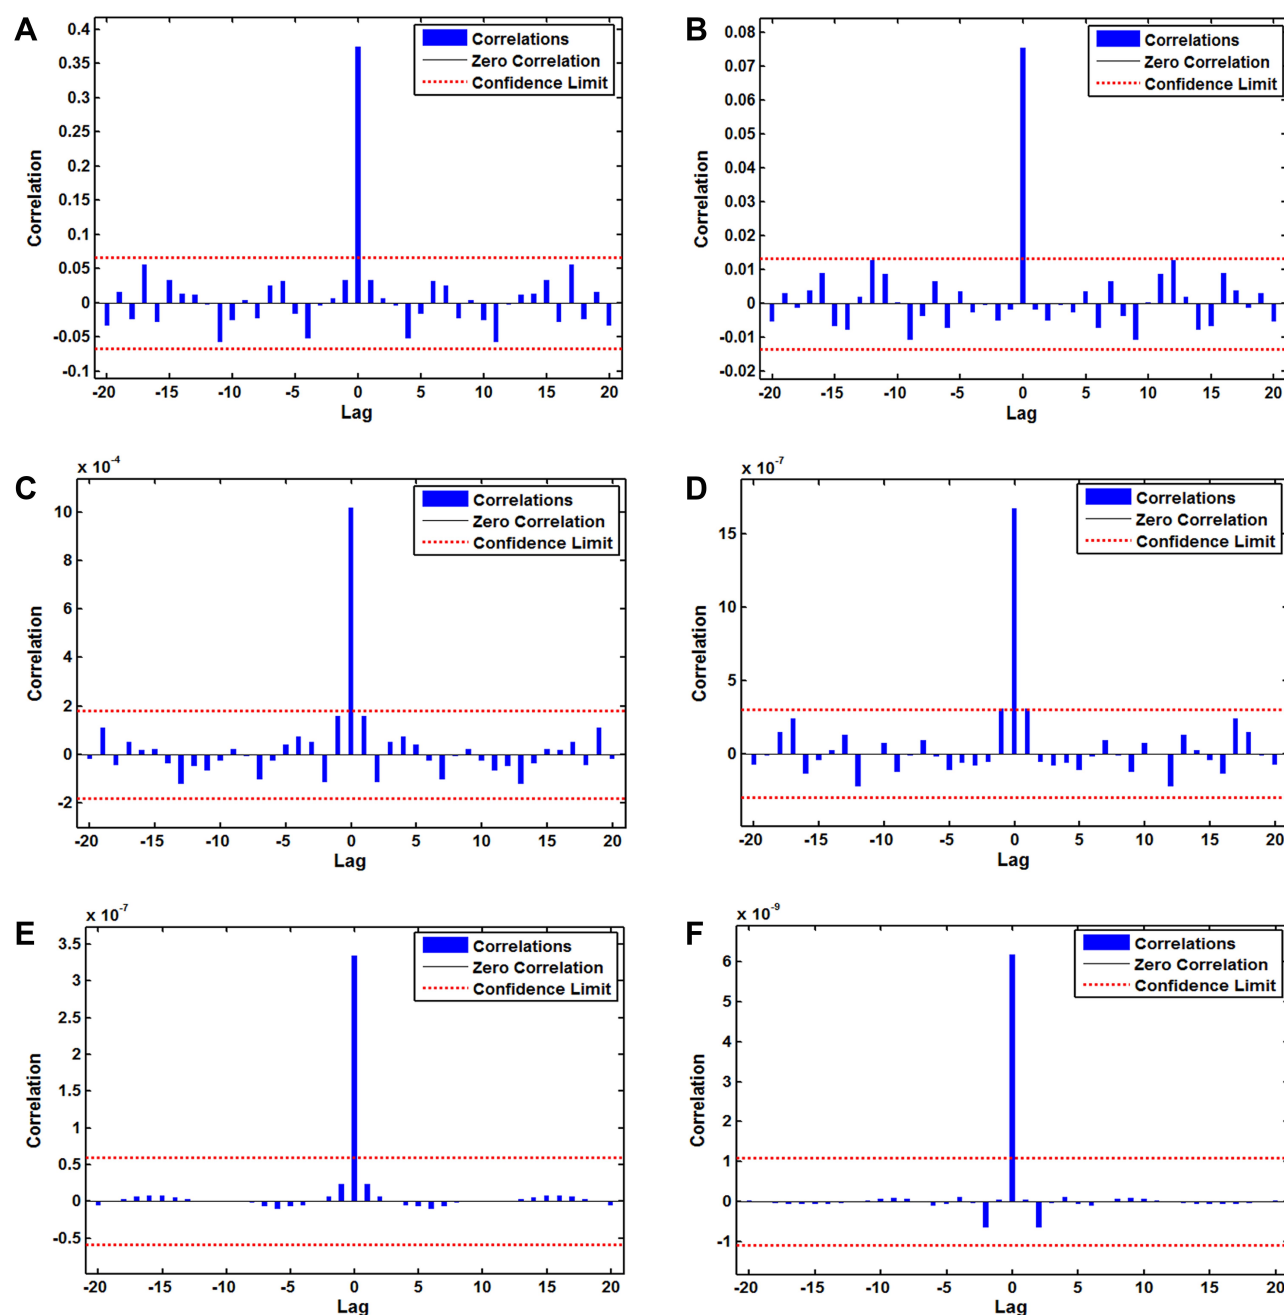 A
0.4
0.35
0.3
0.25
0.2
0.15
0.1
0.05
0
-0.05
-0.1
Correlation
-20 -15 -10 -5 0 5 10 15 20
Lag
Correlations
Zero Correlation
Confidence Limit
B
0.08
0.07
0.06
0.05
0.04
0.03
0.02
0.01
0
-0.01
-0.02
Correlation
-20 -15 -10 -5 0 5 10 15 20
Lag
Correlations
Zero Correlation
Confidence Limit
C
x 10-4
10
8
6
4
2
0
-2
Correlation
-20 -15 -10 -5 0 5 10 15 20
Lag
Correlations
Zero Correlation
Confidence Limit
D
x 10-7
15
10
5
0
Correlation
-20 -15 -10 -5 0 5 10 15 20
Lag
Correlations
Zero Correlation
Confidence Limit
E
x 10-7
3.5
3
2.5
2
1.5
1
0.5
0
-0.5
Correlation
-20 -15 -10 -5 0 5 10 15 20
Lag
Correlations
Zero Correlation
Confidence Limit
F
x 10-9
6
5
4
3
2
1
0
-1
Correlation
-20 -15 -10 -5 0 5 10 15 20
Lag
Correlations
Zero Correlation
Confidence Limit